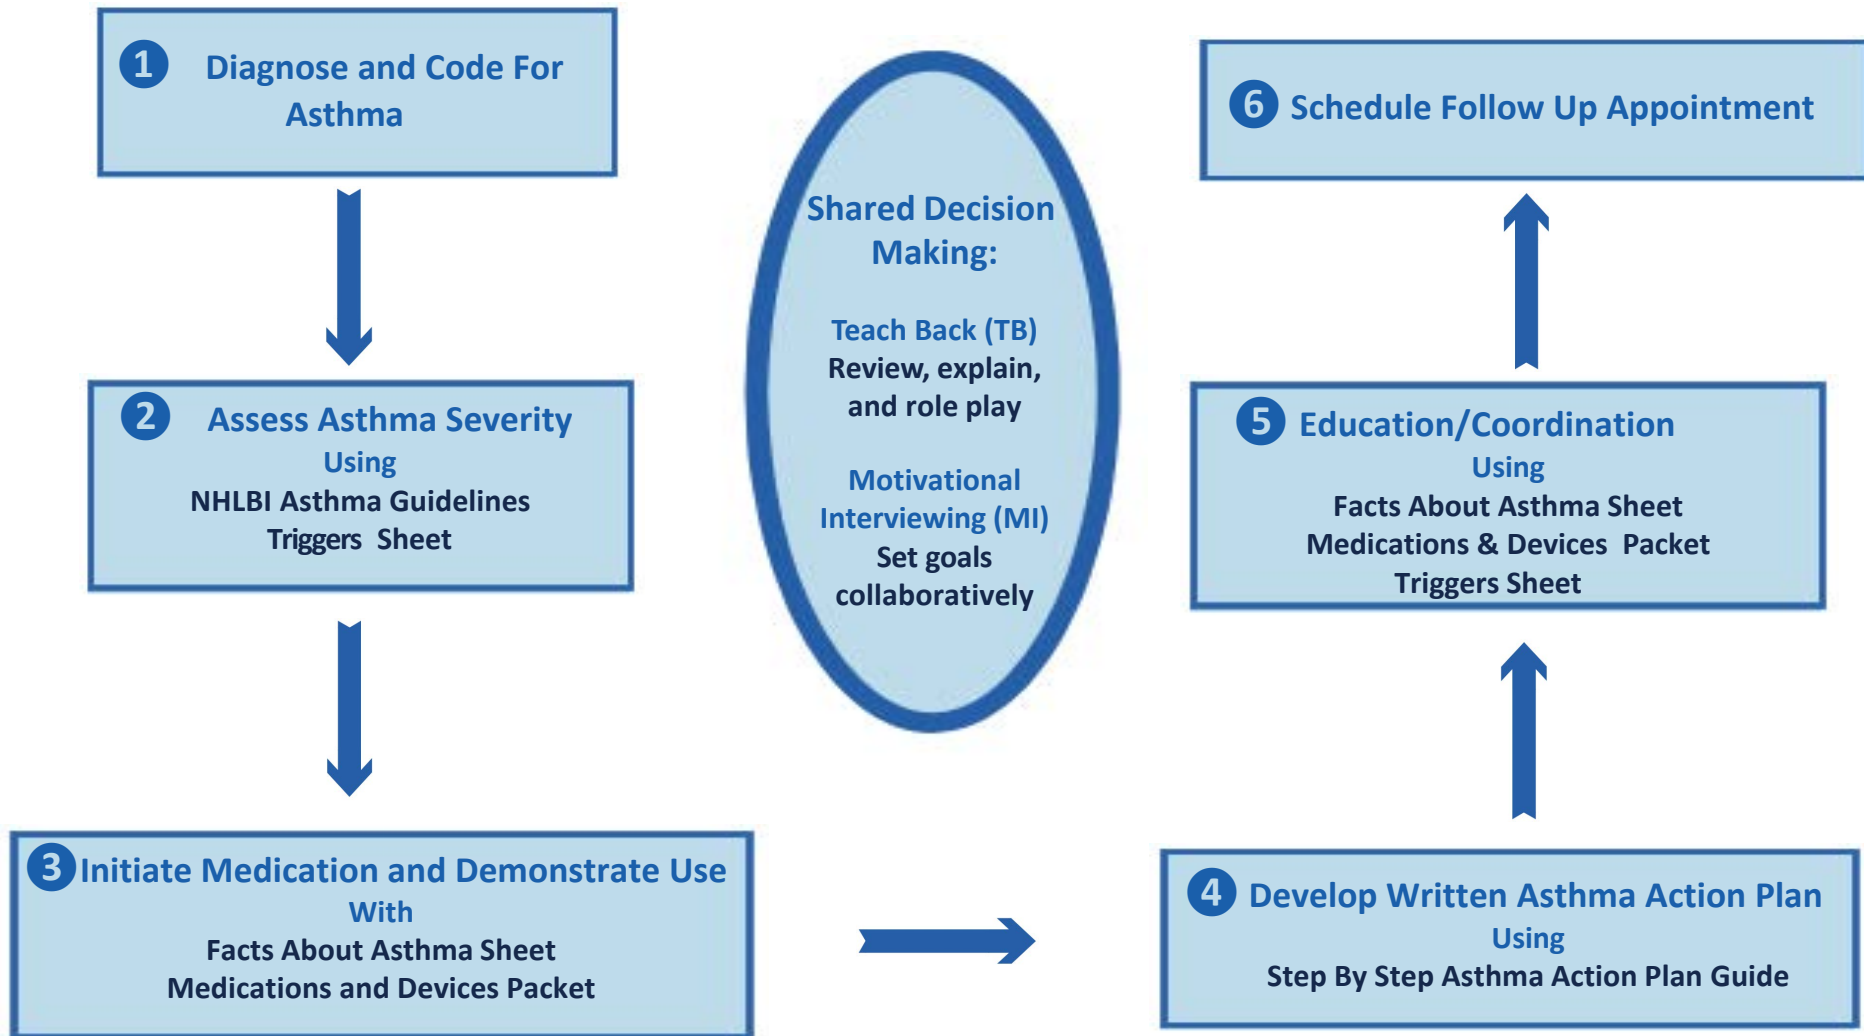 1 Diagnose and Code For
Asthma
2 Assess Asthma Severity
Using
NHLBI Asthma Guidelines
Triggers Sheet
3 Initiate Medication and Demonstrate Use
With
Facts About Asthma Sheet
Medications and Devices Packet
Shared Decision
Making:
Teach Back (TB)
Review, explain,
and role play
Motivational
Interviewing (MI)
Set goals
collaboratively
4 Develop Written Asthma Action Plan
Using
Step By Step Asthma Action Plan Guide
5 Education/Coordination
Using
Facts About Asthma Sheet
Medications & Devices Packet
Triggers Sheet
6 Schedule Follow Up Appointment